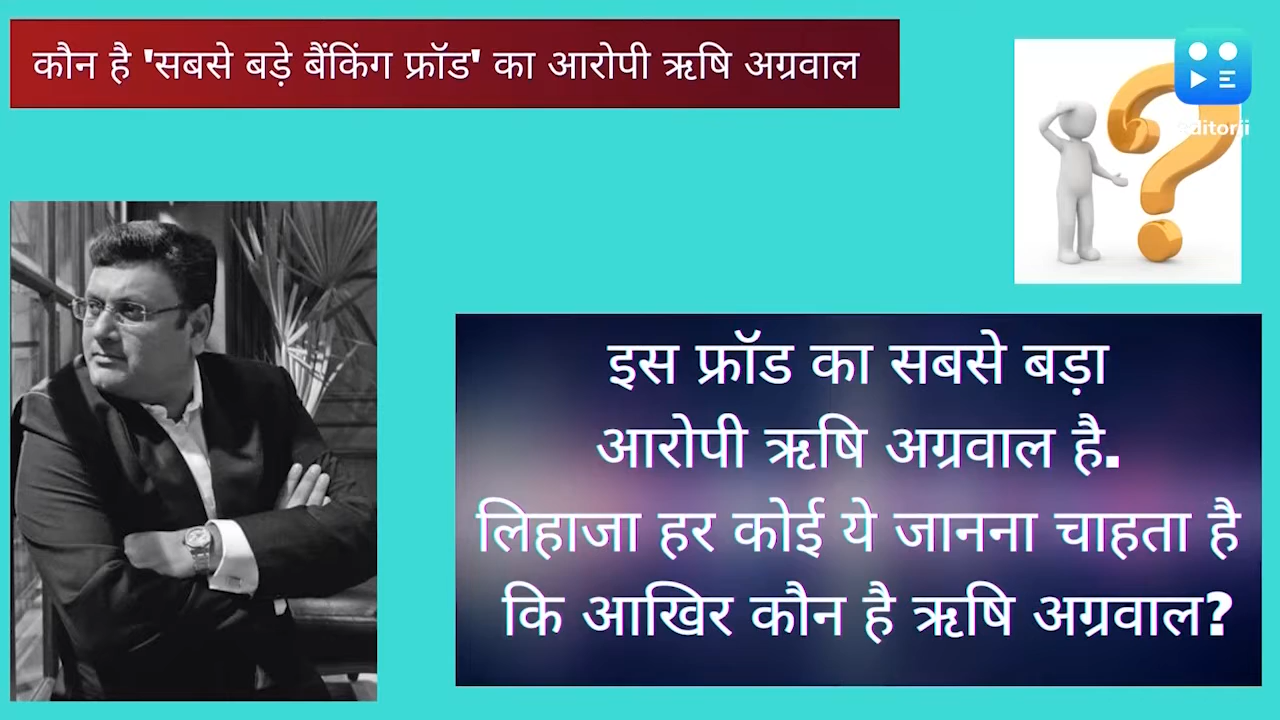 कौन है 'सबसे बड़े बैंकिंग फ्रॉड' का आरोपी ऋषि अग्रवाल
editorji
इस फ्रॉड का सबसे बड़ा
आरोपी ऋषि अग्रवाल है.
लिहाजा हर कोई ये जानना चाहता है
कि आखिर कौन है ऋषि अग्रवाल?